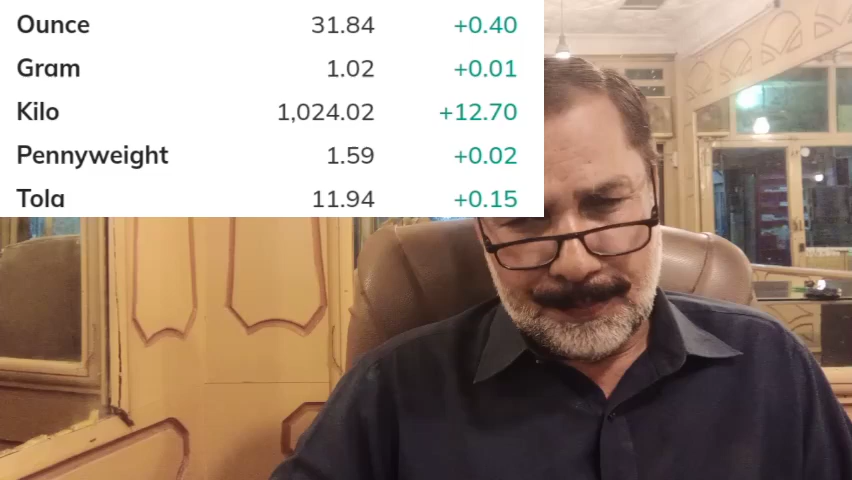 Ounce 31.84 +0.40
Gram 1.02 +0.01
Kilo 1,024.02 +12.70
Pennyweight 1.59 +0.02
Tola 11.94 +0.15